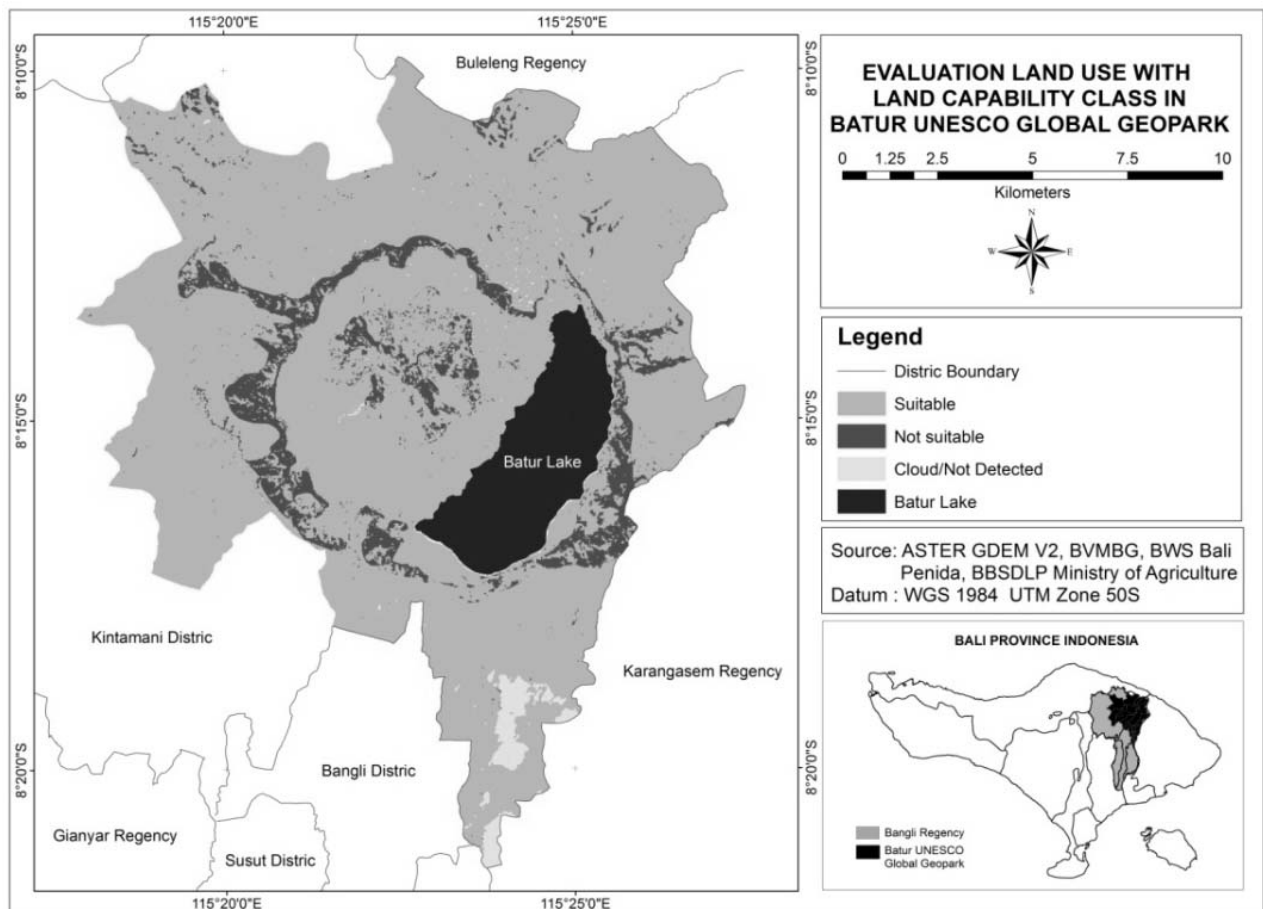 115°20'0"E
115°25'0"E
8°10'0"S
8°10'0"S
Buleleng Regency
EVALUATION LAND USE WITH
LAND CAPABILITY CLASS IN
BATUR UNESCO GLOBAL GEOPARK
0 1.25 2.5 5 7.5 10
Kilometers
N
W E
S
Legend
Distric Boundary
Suitable
Not suitable
Cloud/Not Detected
Batur Lake
8°15'0"S
8°15'0"S
Batur Lake
Source: ASTER GDEM V2, BVMBG, BWS Bali
Penida, BBSDLP Ministry of Agriculture
Datum : WGS 1984 UTM Zone 50S
Kintamani Distric
Karangasem Regency
BALI PROVINCE INDONESIA
8°20'0"S
8°20'0"S
Bangli Distric
Gianyar Regency
Susut Distric
Bangli Regency
Batur UNESCO
Global Geopark
115°20'0"E
115°25'0"E